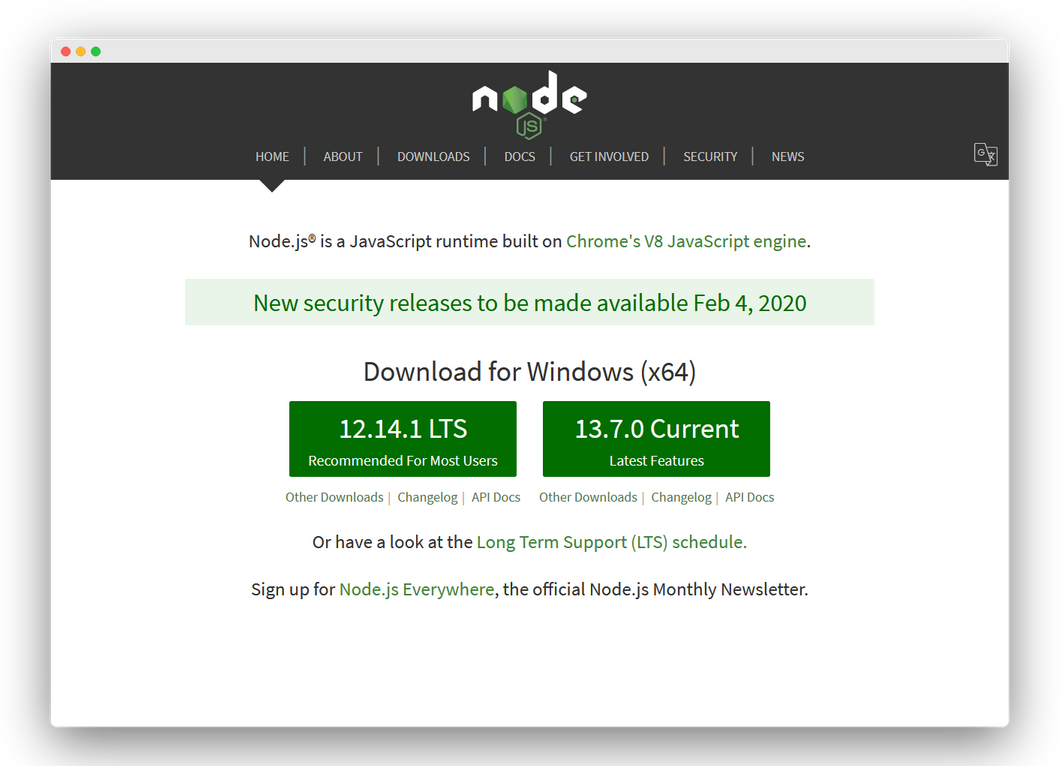 node
JS
HOME | ABOUT | DOWNLOADS | DOCS | GET INVOLVED | SECURITY | NEWS
Node.js® is a JavaScript runtime built on Chrome's V8 JavaScript engine.
New security releases to be made available Feb 4, 2020
Download for Windows (x64)
12.14.1 LTS
Recommended For Most Users
13.7.0 Current
Latest Features
Other Downloads | Changelog | API Docs
Other Downloads | Changelog | API Docs
Or have a look at the Long Term Support (LTS) schedule.
Sign up for Node.js Everywhere, the official Node.js Monthly Newsletter.